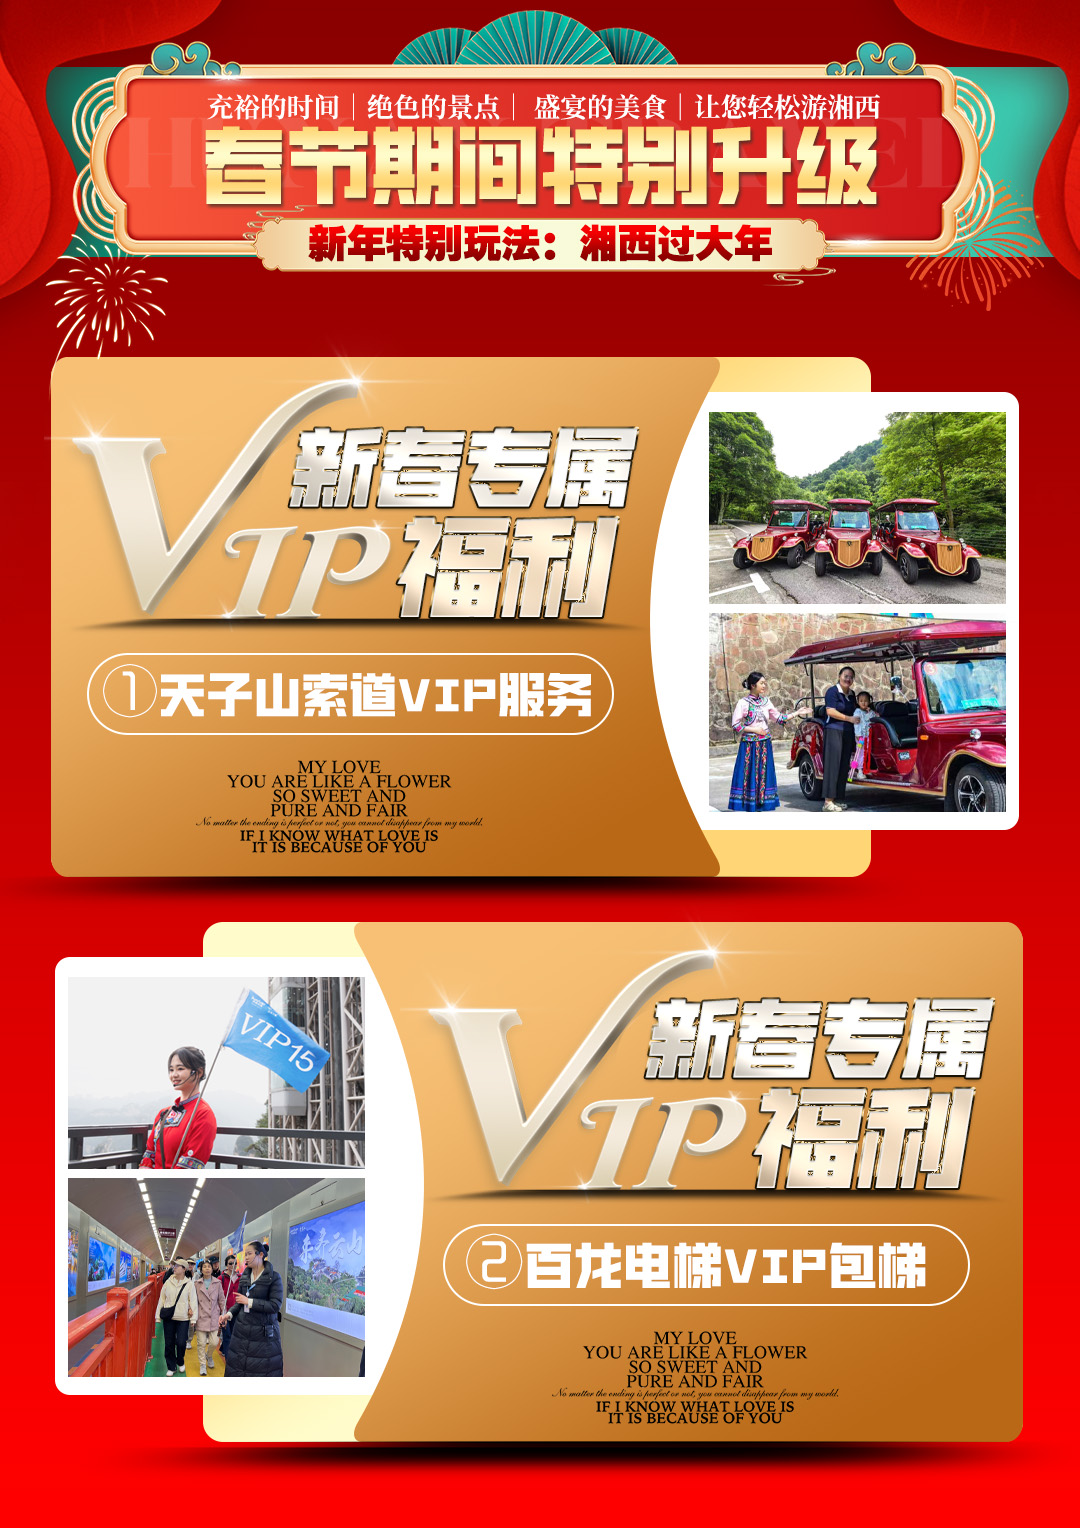 充裕的时间｜绝色的景点｜ 盛宴的美食｜让您轻松游湘西
春节期间特别升级
新年特别玩法：湘西过大年
新春专属
VIP福利
①天子山索道VIP服务
MY LOVE
YOU ARE LIKE A FLOWER
SO SWEET AND
PURE AND FAIR
No matter the ending is perfect or not, you cannot disappear from my world.
IF I KNOW WHAT LOVE IS
IT IS BECAUSE OF YOU
VIP15
新春专属
VIP福利
②百龙电梯VIP包梯
MY LOVE
YOU ARE LIKE A FLOWER
SO SWEET AND
PURE AND FAIR
No matter the ending is perfect or not, you cannot disappear from my world.
IF I KNOW WHAT LOVE IS
IT IS BECAUSE OF YOU